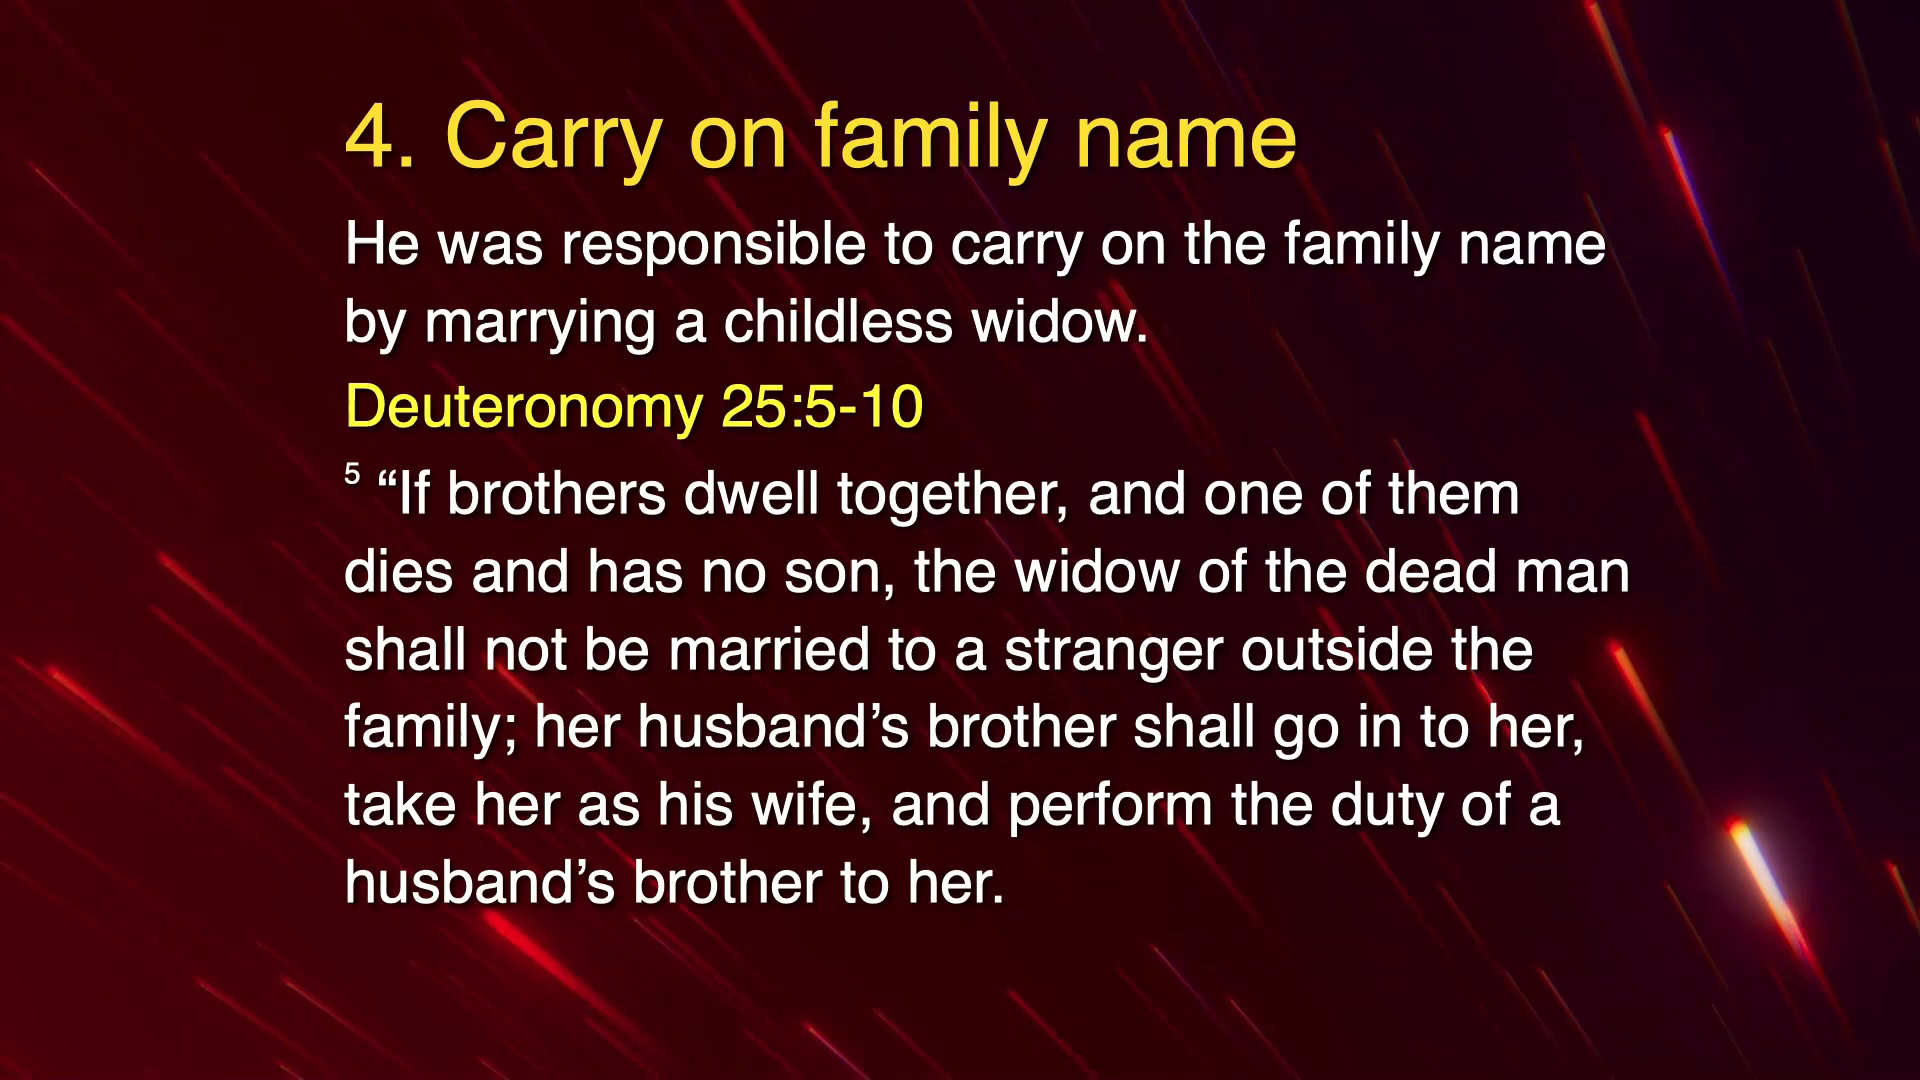 4. Carry on family name
He was responsible to carry on the family name
by marrying a childless widow.
Deuteronomy 25:5-10
5 “If brothers dwell together, and one of them
dies and has no son, the widow of the dead man
shall not be married to a stranger outside the
family; her husband’s brother shall go in to her,
take her as his wife, and perform the duty of a
husband’s brother to her.